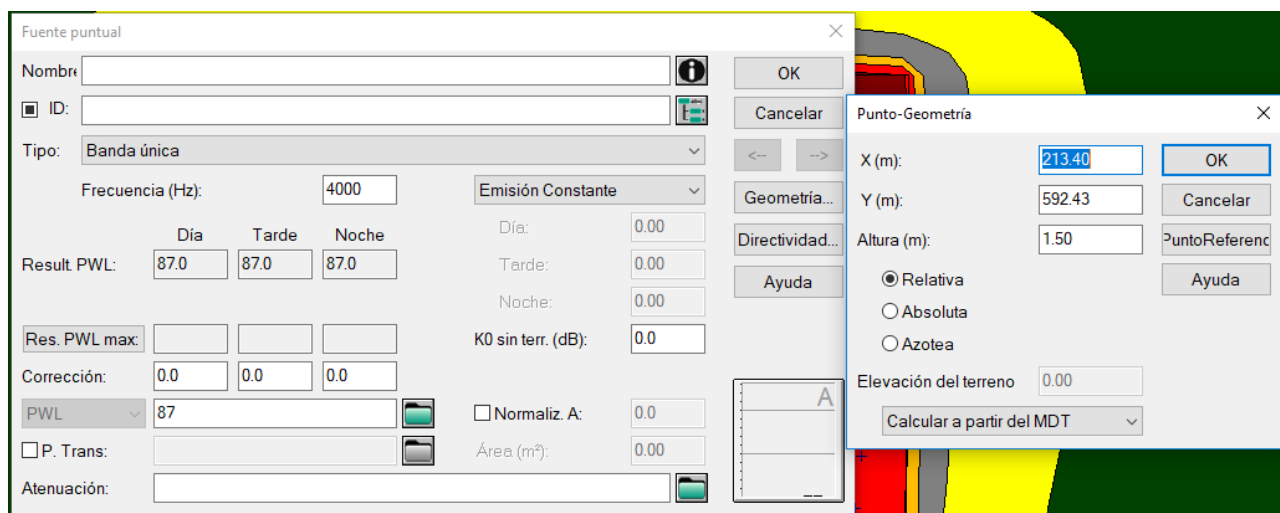 Fuente puntual
Nombre
OK
ID:
Cancelar
Tipo: Banda única
<-- -->
Frecuencia (Hz): 4000 Emisión Constante
Geometría...
Día Tarde Noche
Día: 0.00
Directividad...
Result. PWL: 87.0 87.0 87.0
Tarde: 0.00
Ayuda
Noche: 0.00
Res. PWL max:
K0 sin terr. (dB): 0.0
Corrección: 0.0 0.0 0.0
PWL 87
Normaliz. A: 0.0
P. Trans:
Área (m²): 0.00
Atenuación:
A
--
Punto-Geometría
X (m): 213.40 OK
Y (m): 592.43 Cancelar
Altura (m): 1.50 PuntoReferenc
Relativa
Ayuda
Absoluta
Azotea
Elevación del terreno 0.00
Calcular a partir del MDT